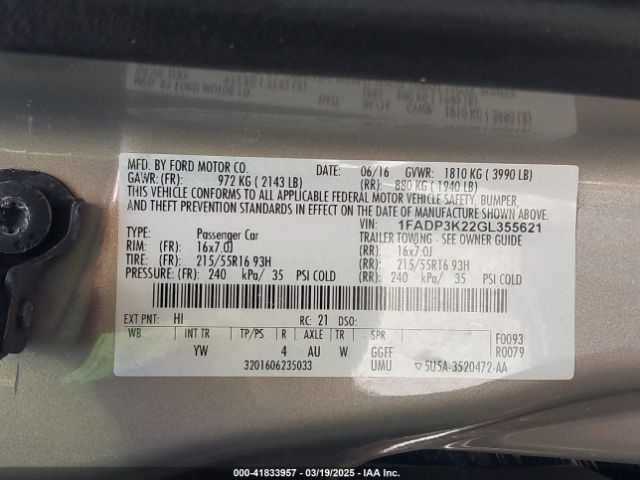 MFD. BY FORD MOTOR CO. DATE: 06/16 GVWR: 1810 KG ( 3990 LB)
GAWR: (FR): 972 KG ( 2143 LB) (RR): 880 KG ( 1940 LB)
THIS VEHICLE CONFORMS TO ALL APPLICABLE FEDERAL MOTOR VEHICLE SAFETY, BUMPER,
AND THEFT PREVENTION STANDARDS IN EFFECT ON THE DATE OF MANUFACTURE SHOWN ABOVE.
VIN: 1FADP3K22GL355621
TYPE: Passenger Car TRAILER TOWING - SEE OWNER GUIDE
RIM: (FR): 16x7.0J (RR): 16x7.0J
TIRE: (FR): 215/55R16 93H (RR): 215/55R16 93H
PRESSURE: (FR): 240 kPa/ 35 PSI COLD (RR): 240 kPa/ 35 PSI COLD
EXT PNT: HI RC: 21 DSO:
WB INT TR TP/PS R AXLE TR SPR F0093
YW 4 AU W GGFF R0079
3201606235033 UMU ▽5U5A-3520472-AA
000-41833957 - 03/19/2025 - IAA, Inc.